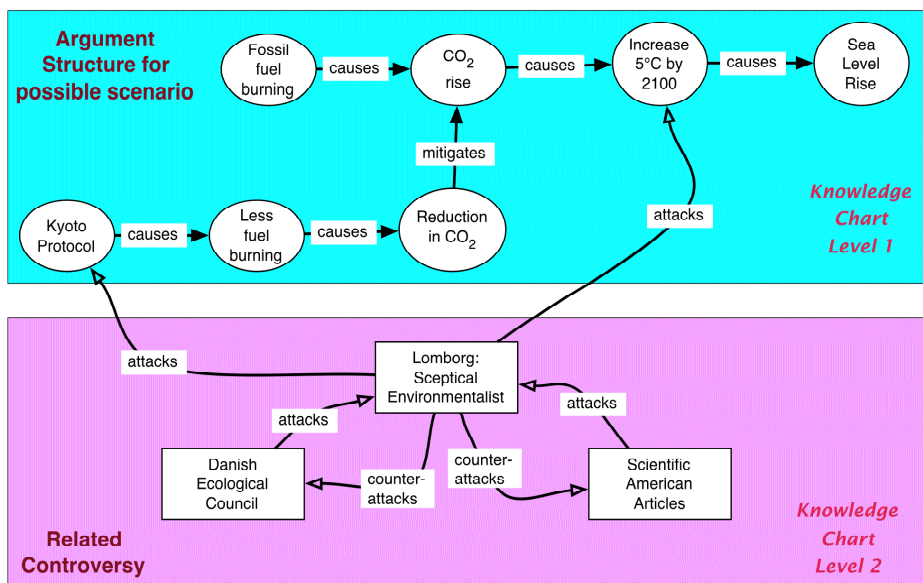 Argument
Structure for
possible scenario
Fossil
fuel
burning
causes
CO2
rise
causes
Increase
5°C by
2100
causes
Sea
Level
Rise
mitigates
Kyoto
Protocol
causes
Less
fuel
burning
causes
Reduction
in CO2
attacks
Knowledge
Chart
Level 1
attacks
Lomborg:
Sceptical
Environmentalist
attacks
attacks
Danish
Ecological
Council
counter-
attacks
counter-
attacks
Scientific
American
Articles
Related
Controversy
Knowledge
Chart
Level 2